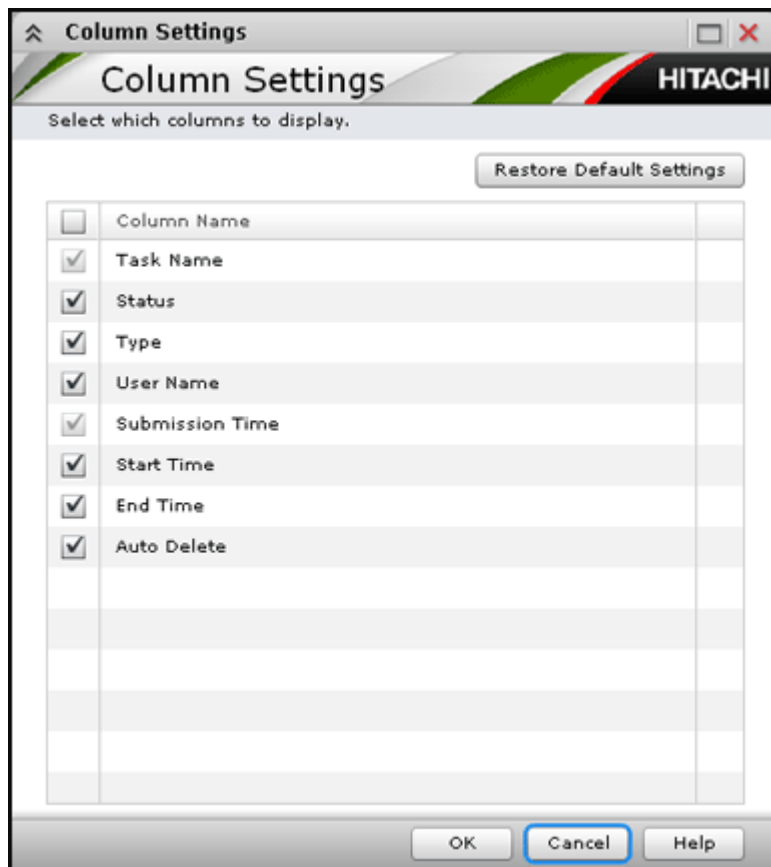 Column Settings
Column Settings
HITACHI
Select which columns to display.
Restore Default Settings
Column Name
Task Name
Status
Type
User Name
Submission Time
Start Time
End Time
Auto Delete
OK
Cancel
Help